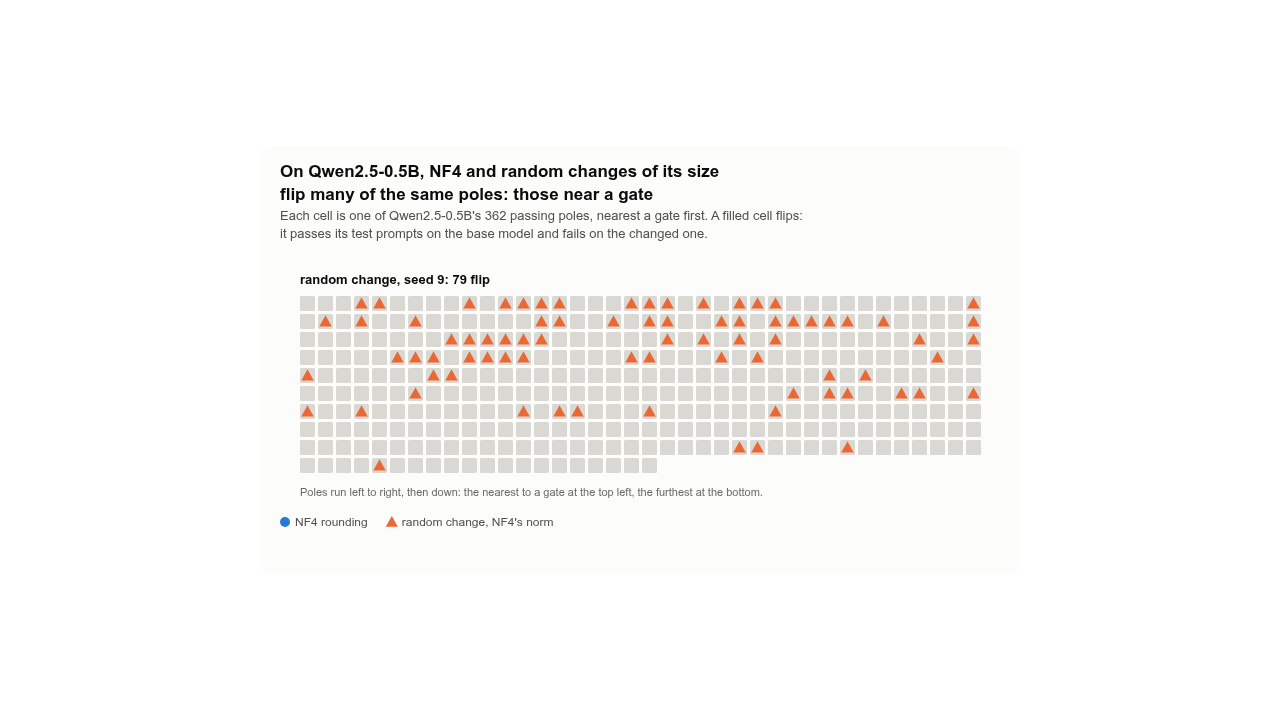 On Qwen2.5-0.5B, NF4 and random changes of its size
flip many of the same poles: those near a gate
Each cell is one of Qwen2.5-0.5B's 362 passing poles, nearest a gate first. A filled cell flips:
it passes its test prompts on the base model and fails on the changed one.
random change, seed 9: 79 flip
Poles run left to right, then down: the nearest to a gate at the top left, the furthest at the bottom.
NF4 rounding random change, NF4's norm